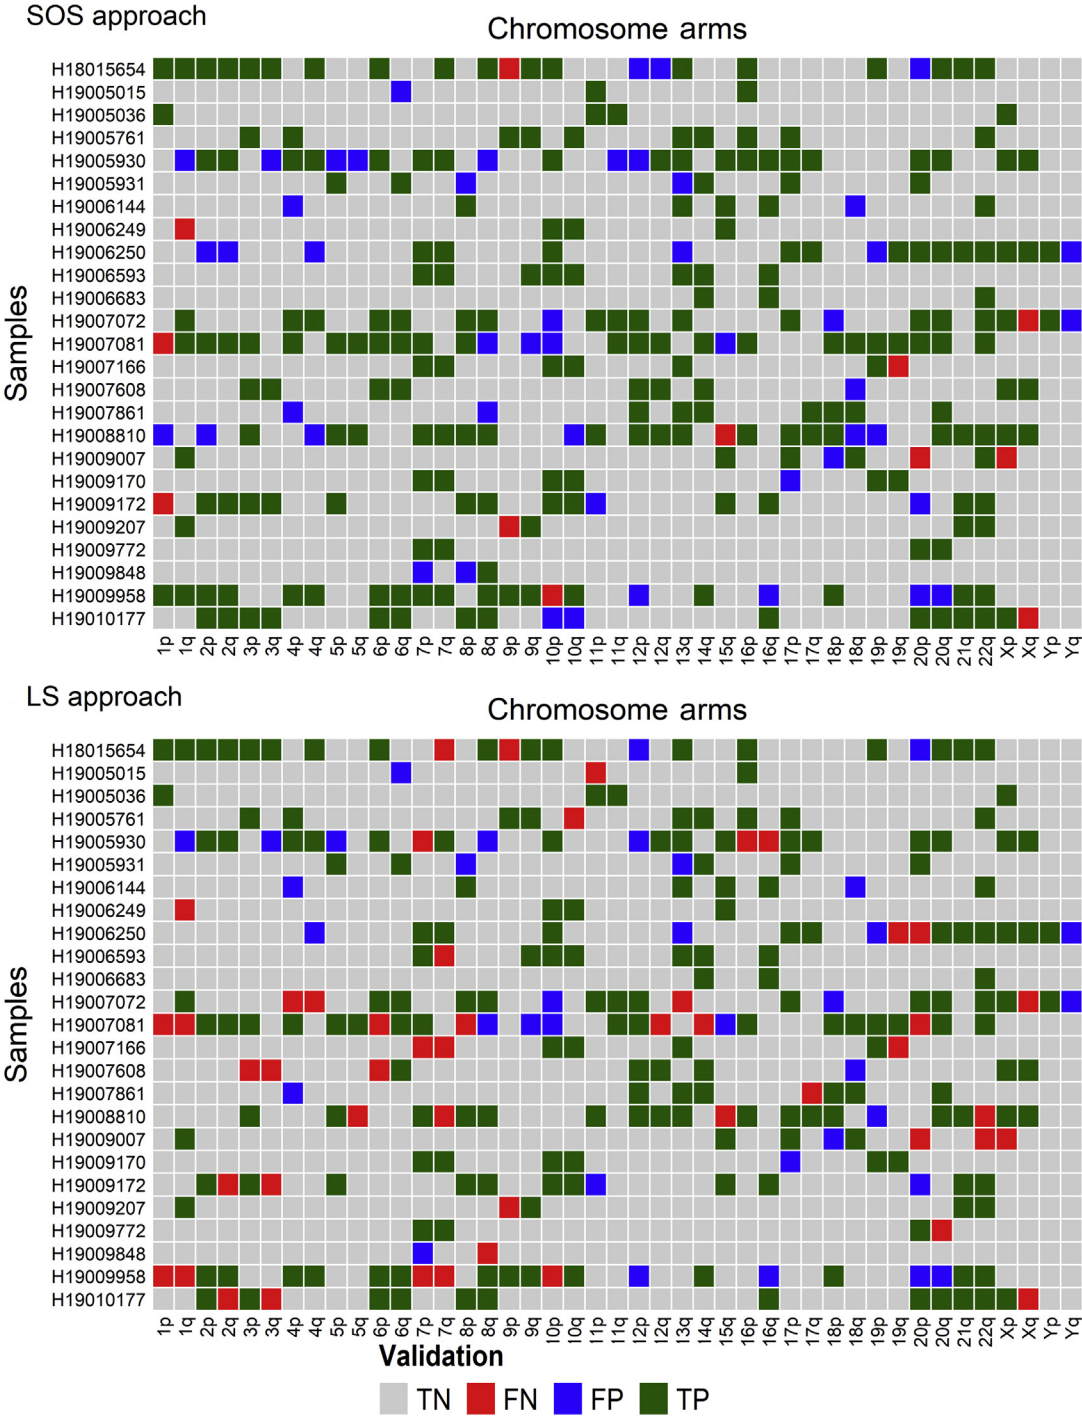 SOS approach
Chromosome arms
Samples
H18015654
H19005015
H19005036
H19005761
H19005930
H19005931
H19006144
H19006249
H19006250
H19006593
H19006683
H19007072
H19007081
H19007166
H19007608
H19007861
H19008810
H19009007
H19009170
H19009172
H19009207
H19009772
H19009848
H19009958
H19010177
1p 1q 2p 2q 3p 3q 4p 4q 5p 5q 6p 6q 7p 7q 8p 8q 9p 9q 10p 10q 11p 11q 12p 12q 13q 14q 15q 16p 16q 17p 17q 18p 18q 19p 19q 20p 20q 21q 22q Xp Xq Yp Yq
LS approach
Chromosome arms
Samples
H18015654
H19005015
H19005036
H19005761
H19005930
H19005931
H19006144
H19006249
H19006250
H19006593
H19006683
H19007072
H19007081
H19007166
H19007608
H19007861
H19008810
H19009007
H19009170
H19009172
H19009207
H19009772
H19009848
H19009958
H19010177
1p 1q 2p 2q 3p 3q 4p 4q 5p 5q 6p 6q 7p 7q 8p 8q 9p 9q 10p 10q 11p 11q 12p 12q 13q 14q 15q 16p 16q 17p 17q 18p 18q 19p 19q 20p 20q 21q 22q Xp Xq Yp Yq
Validation
TN FN FP TP